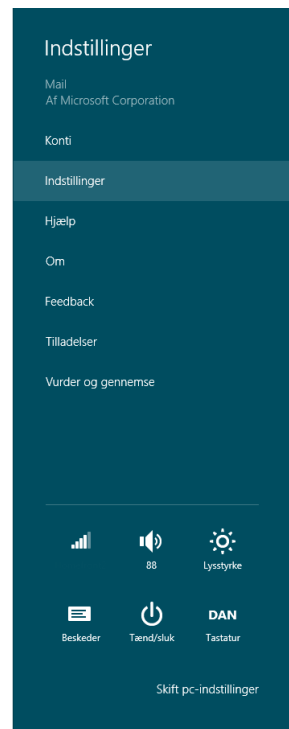 Indstillinger
Mail
Af Microsoft Corporation
Konti
Indstillinger
Hjælp
Om
Feedback
Tilladelser
Vurder og gennemse
88
Lysstyrke
DAN
Beskeder
Tænd/sluk
Tastatur
Skift pc-indstillinger